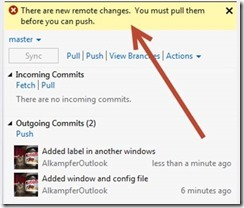 There are new remote changes. You must pull them
before you can push.
master
Sync
Pull | Push | View Branches | Actions
Incoming Commits
Fetch | Pull
There are no incoming commits.
Outgoing Commits (2)
Push
Added label in another windows
AlkampferOutlook less than a minute ago
Added window and config file
AlkampferOutlook 6 minutes ago